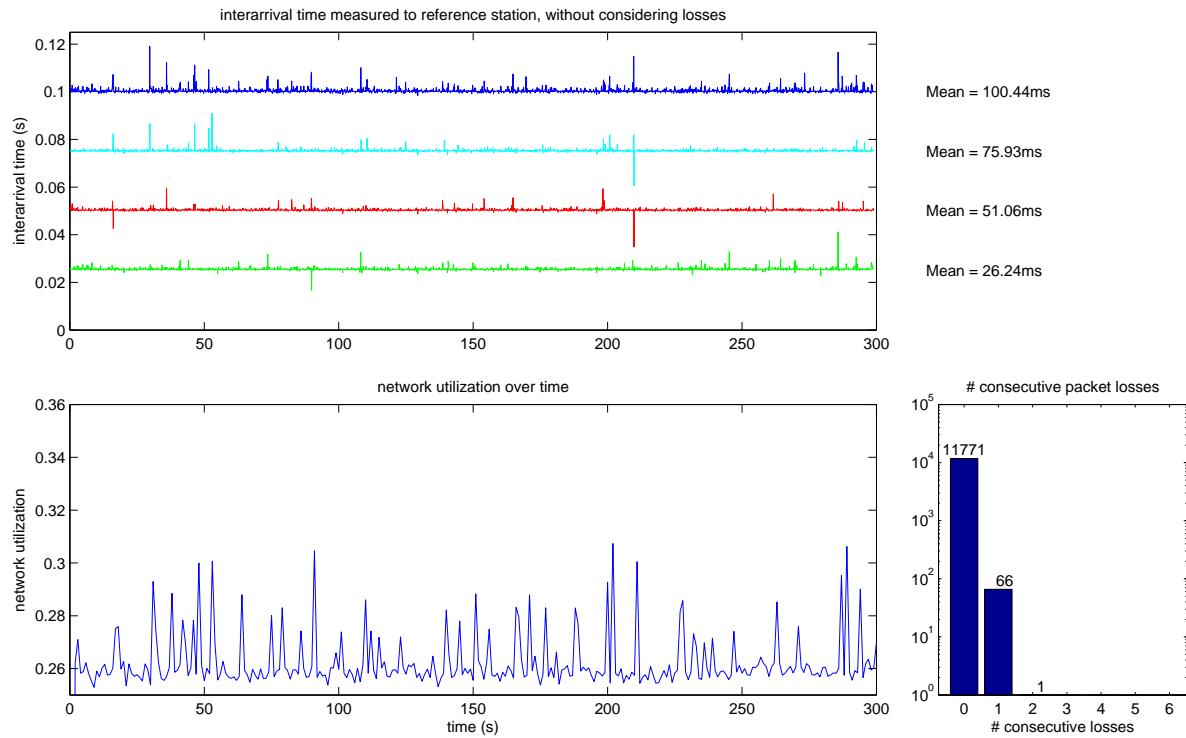 interarrival time measured to reference station, without considering losses
interarrival time (s)
0.12
0.1
0.08
0.06
0.04
0.02
0
0 50 100 150 200 250 300
Mean = 100.44ms
Mean = 75.93ms
Mean = 51.06ms
Mean = 26.24ms
network utilization over time
network utilization
0.36
0.34
0.32
0.3
0.28
0.26
0 50 100 150 200 250 300
time (s)
# consecutive packet losses
10^5
10^4
10^3
10^2
10^1
10^0
11771
66
1
0 1 2 3 4 5 6
# consecutive losses